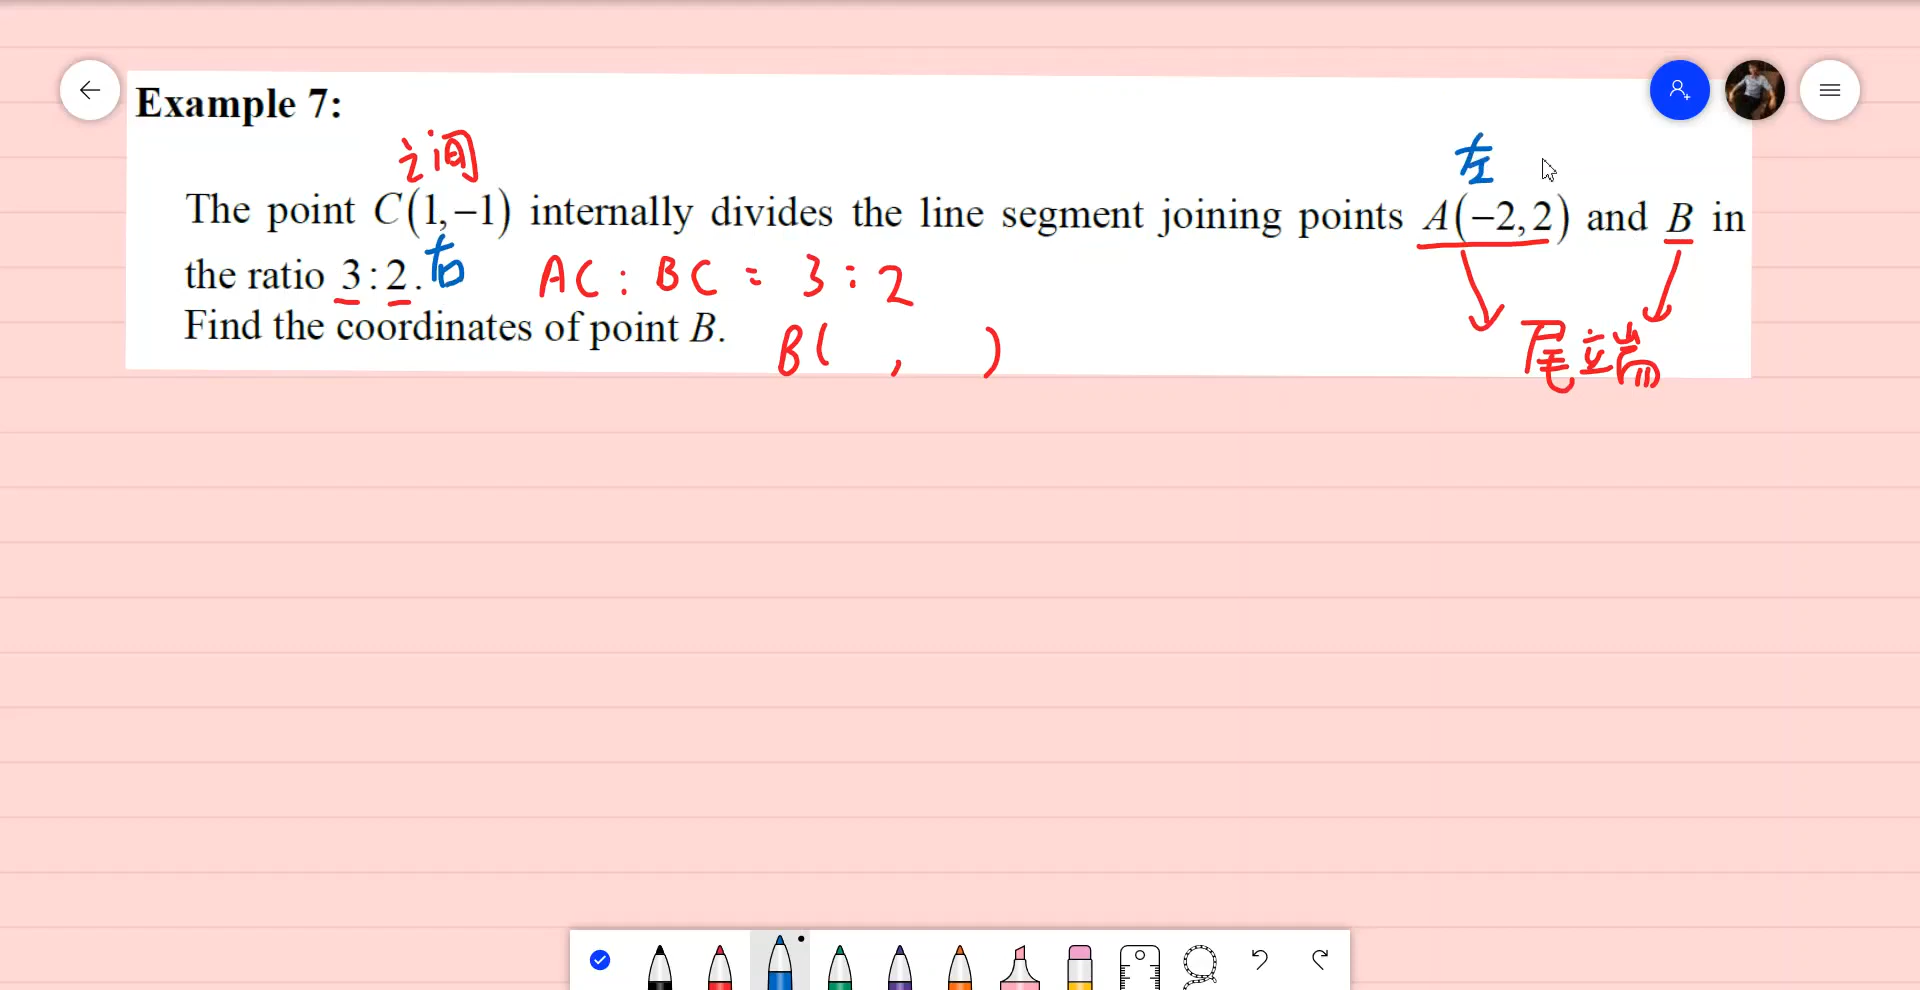 Example 7:
之间
左
The point C(1,−1) internally divides the line segment joining points A(−2,2) and B in
the ratio 3:2. 右 AC : BC = 3 : 2
Find the coordinates of point B. B( , )
尾端